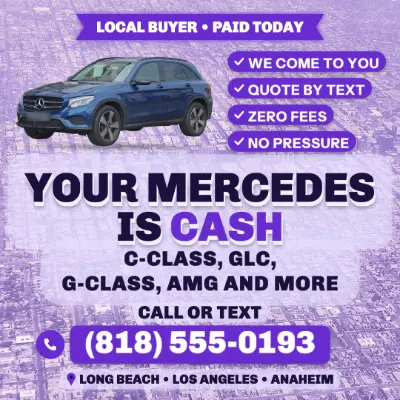 LOCAL BUYER • PAID TODAY
WE COME TO YOU
QUOTE BY TEXT
ZERO FEES
NO PRESSURE
YOUR MERCEDES
IS CASH
C-CLASS, GLC,
G-CLASS, AMG AND MORE
CALL OR TEXT
(818) 555-0193
LONG BEACH • LOS ANGELES • ANAHEIM